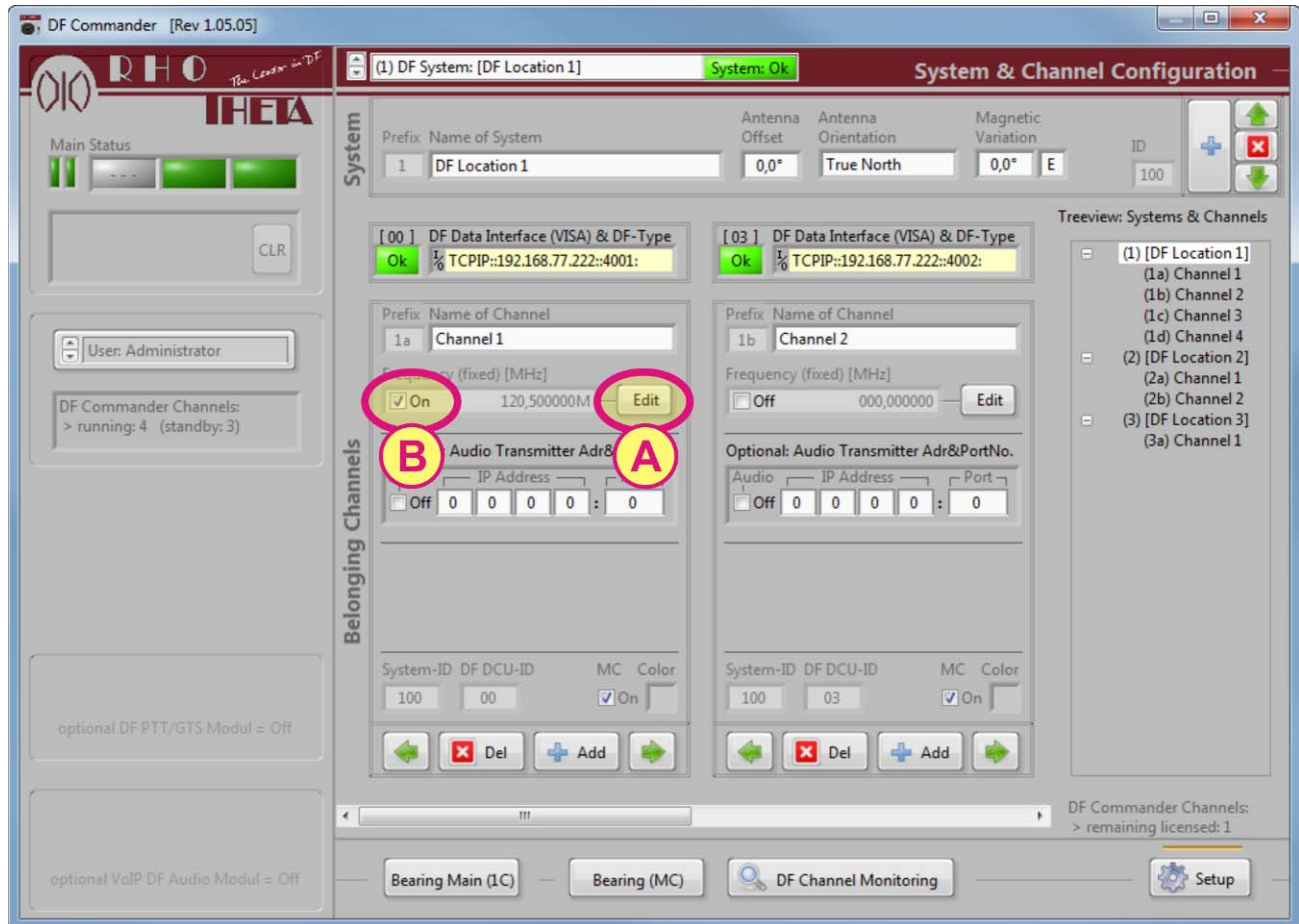 DF Commander [Rev 1.05.05]
RHO The Leader in DF
THETA
Main Status
- - -
CLR
User: Administrator
DF Commander Channels:
> running: 4 (standby: 3)
optional DF PTT/GTS Modul = Off
optional VoIP DF Audio Modul = Off
(1) DF System: [DF Location 1] System: Ok System & Channel Configuration
System
Prefix Name of System Antenna Offset Antenna Orientation Magnetic Variation ID
1 DF Location 1 0,0° True North 0,0° E 100
Belonging Channels
[ 00 ] DF Data Interface (VISA) & DF-Type
Ok TCPIP::192.168.77.222::4001:
Prefix Name of Channel
1a Channel 1
(fixed) [MHz]
On 120,500000M Edit
B A
Audio Transmitter
IP Address
Off 0 0 0 0 : 0
System-ID DF DCU-ID MC Color
100 00 On
Del Add
[ 03 ] DF Data Interface (VISA) & DF-Type
Ok TCPIP::192.168.77.222::4002:
Prefix Name of Channel
1b Channel 2
Frequency (fixed) [MHz]
Off 000,000000 Edit
Optional: Audio Transmitter Adr&PortNo.
Audio IP Address Port
Off 0 0 0 0 : 0
System-ID DF DCU-ID MC Color
100 03 On
Del Add
Treeview: Systems & Channels
(1) [DF Location 1]
(1a) Channel 1
(1b) Channel 2
(1c) Channel 3
(1d) Channel 4
(2) [DF Location 2]
(2a) Channel 1
(2b) Channel 2
(3) [DF Location 3]
(3a) Channel 1
DF Commander Channels:
> remaining licensed: 1
Bearing Main (1C) Bearing (MC) DF Channel Monitoring Setup